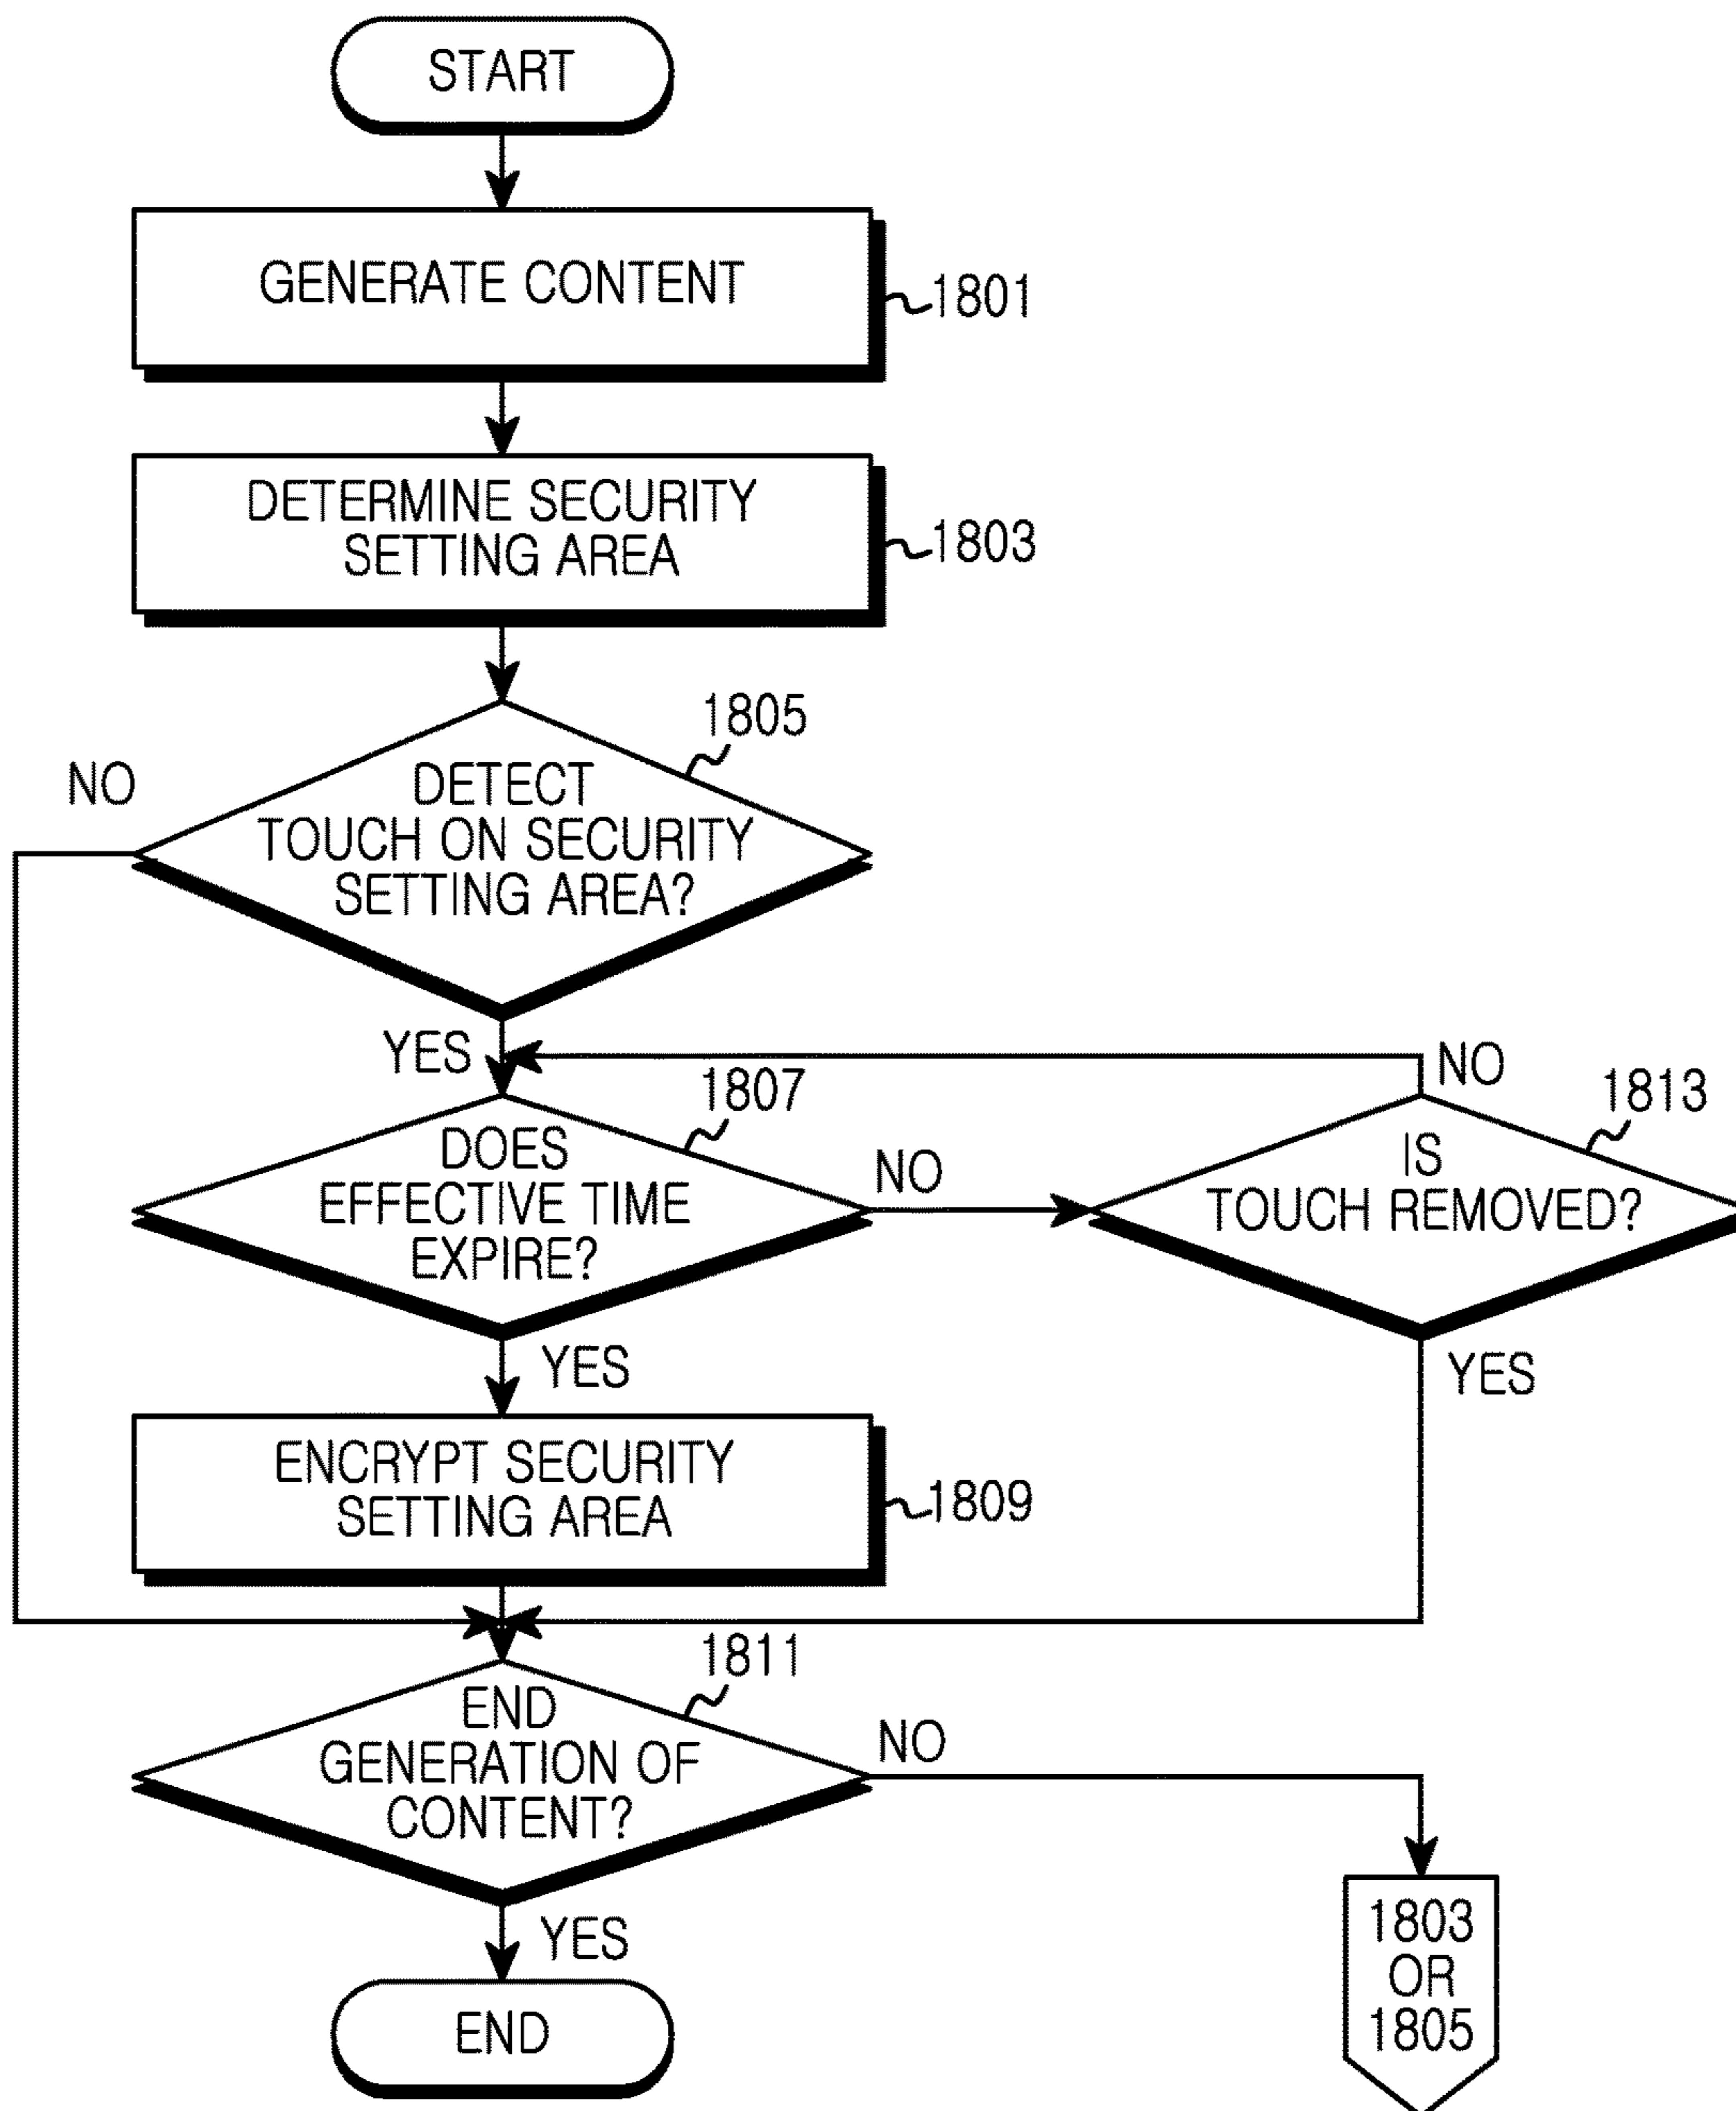 START
GENERATE CONTENT
1801
DETERMINE SECURITY
SETTING AREA
1803
1805
NO
DETECT
TOUCH ON SECURITY
SETTING AREA?
YES
NO
1807
1813
DOES
EFFECTIVE TIME
EXPIRE?
NO
IS
TOUCH REMOVED?
YES
YES
ENCRYPT SECURITY
SETTING AREA
1809
1811
END
GENERATION OF
CONTENT?
NO
YES
1803
OR
1805
END